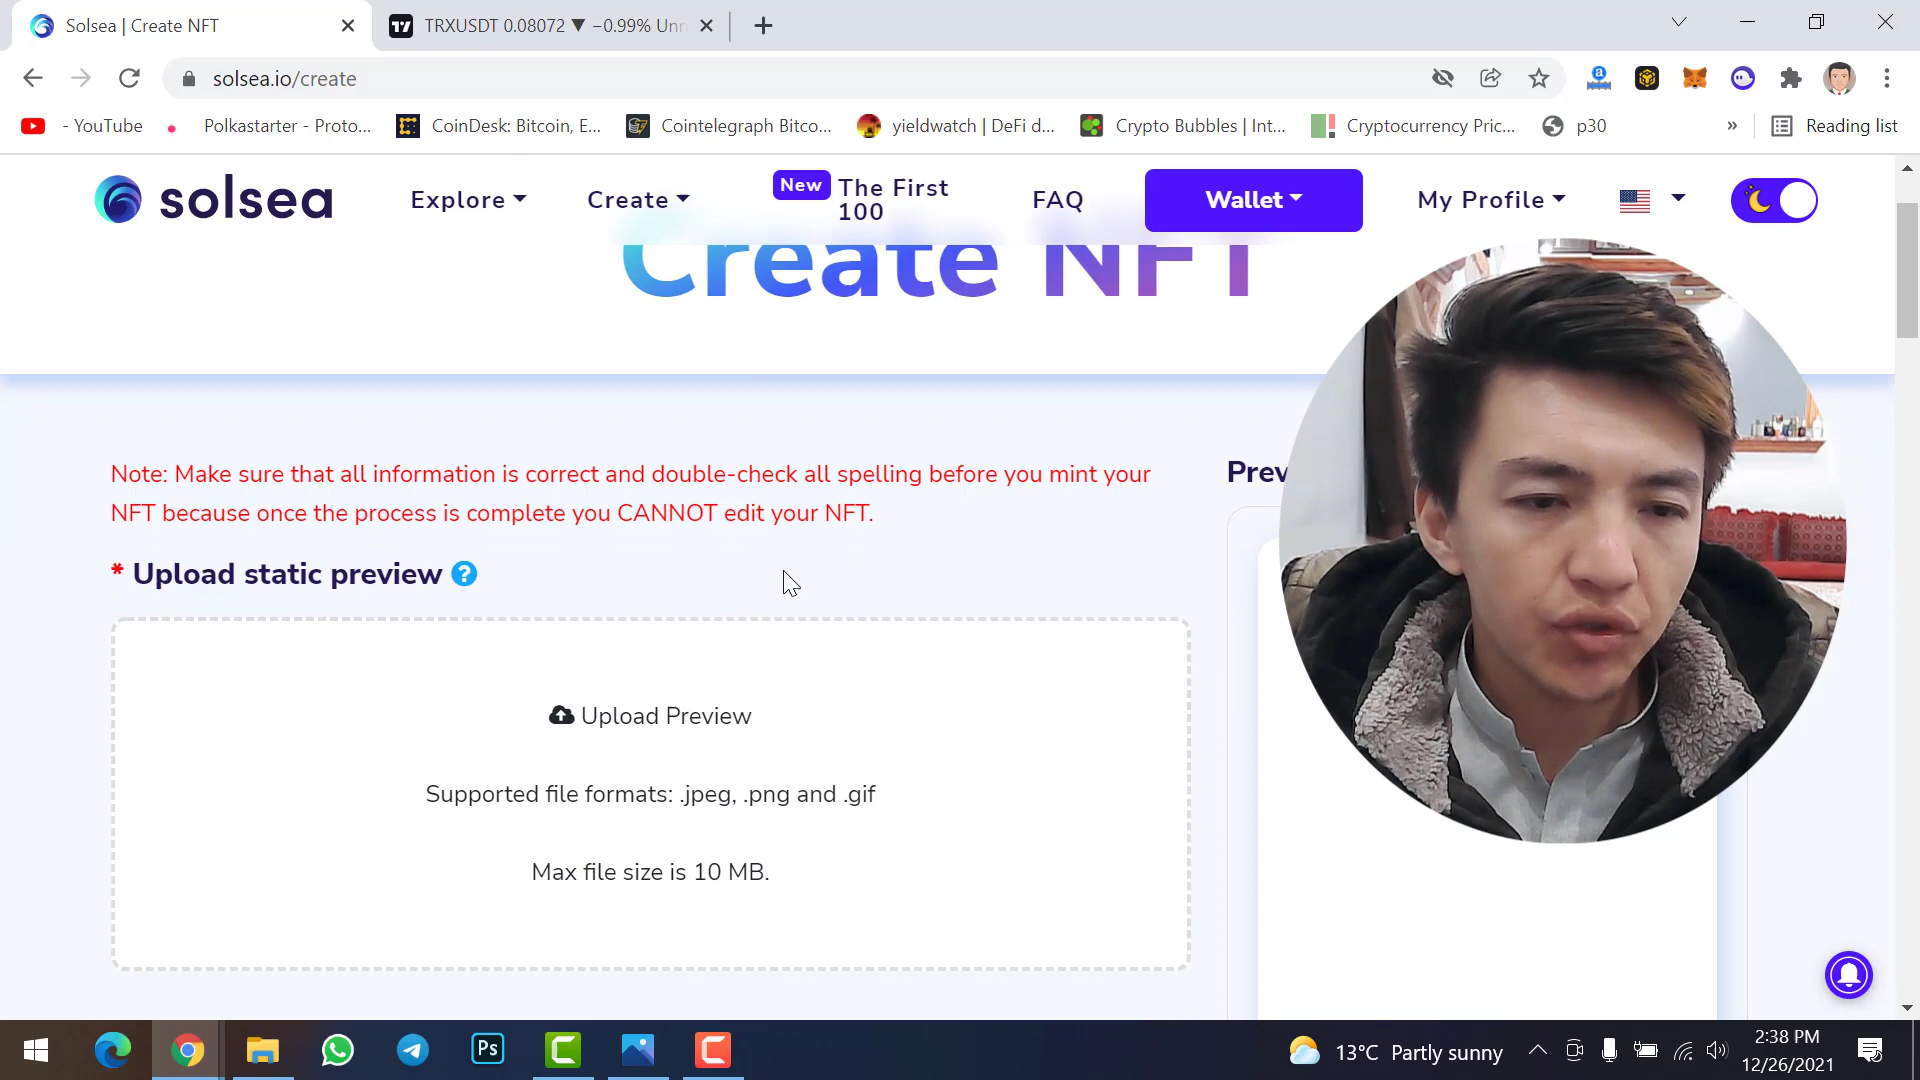 Solsea | Create NFT
TRXUSDT 0.08072 ▼ −0.99% Unn
solsea.io/create
- YouTube
Polkastarter - Proto...
CoinDesk: Bitcoin, E...
Cointelegraph Bitco...
yieldwatch | DeFi d...
Crypto Bubbles | Int...
Cryptocurrency Pric...
p30
»
Reading list
solsea
Explore
Create
New
The First
100
FAQ
Wallet
My Profile
Create NFT
Note: Make sure that all information is correct and double-check all spelling before you mint your
NFT because once the process is complete you CANNOT edit your NFT.
Prev
* Upload static preview ?
Upload Preview
Supported file formats: .jpeg, .png and .gif
Max file size is 10 MB.
Ps
13°C Partly sunny
2:38 PM
12/26/2021